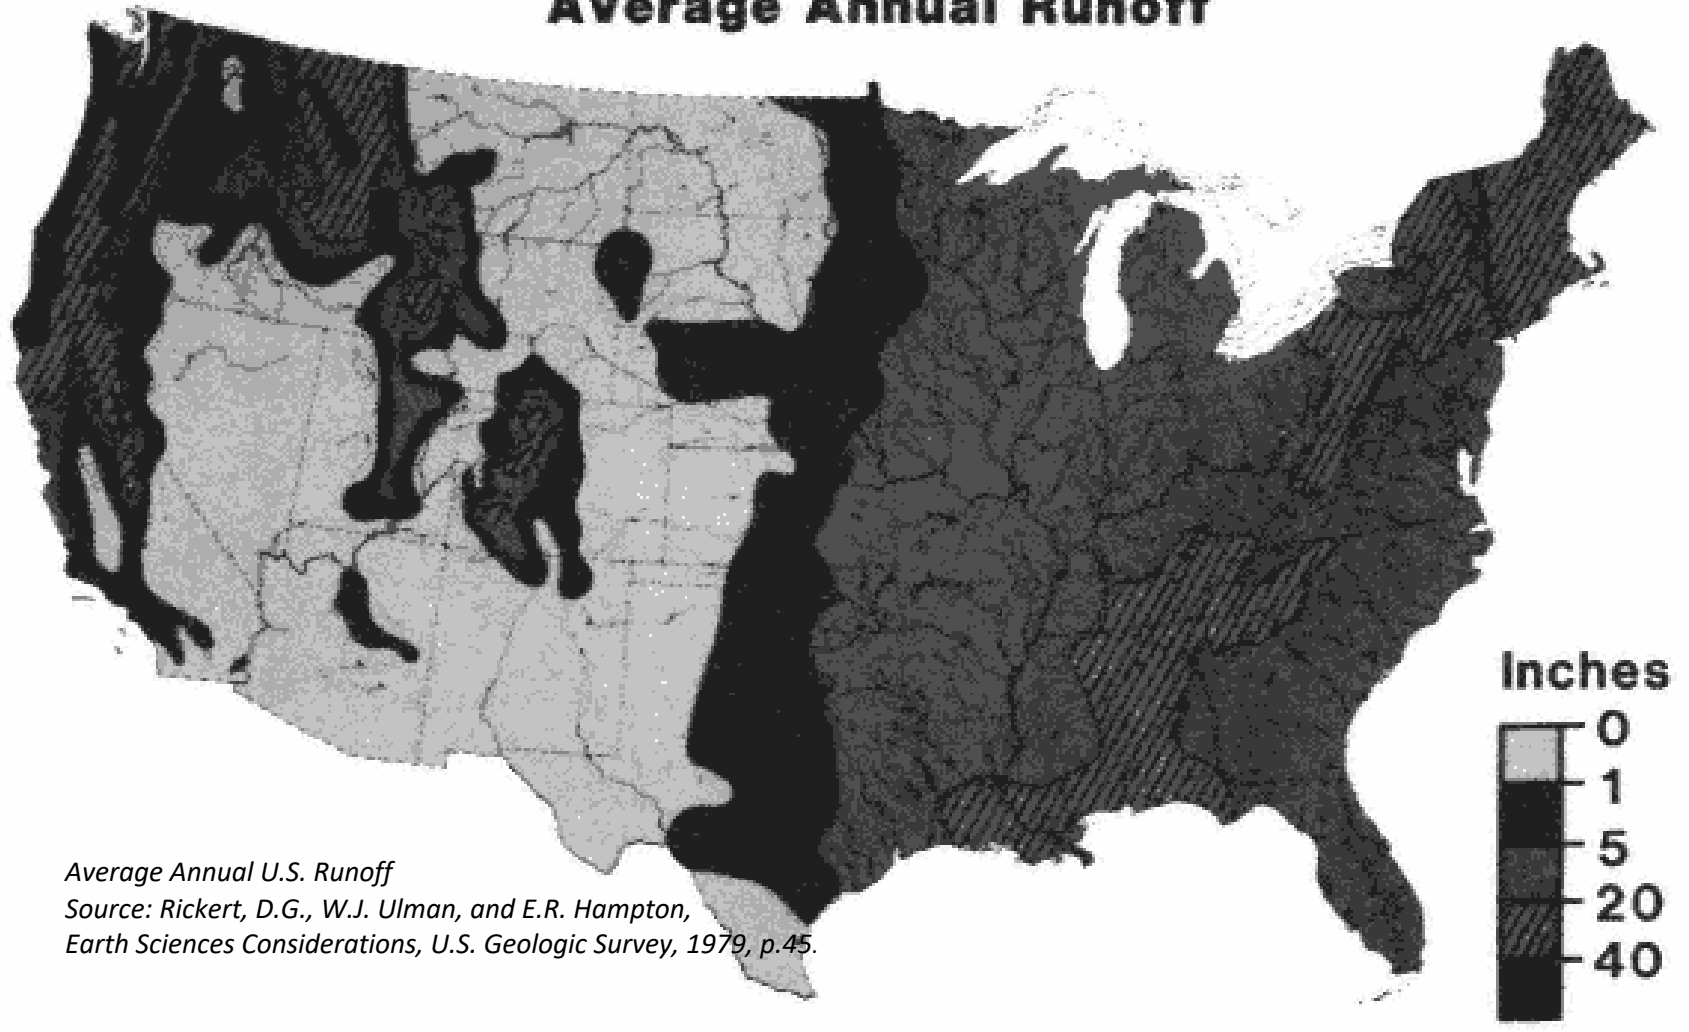 Average Annual Runoff
Inches
0
1
5
20
40
Average Annual U.S. Runoff
Source: Rickert, D.G., W.J. Ulman, and E.R. Hampton,
Earth Sciences Considerations, U.S. Geologic Survey, 1979, p.45.